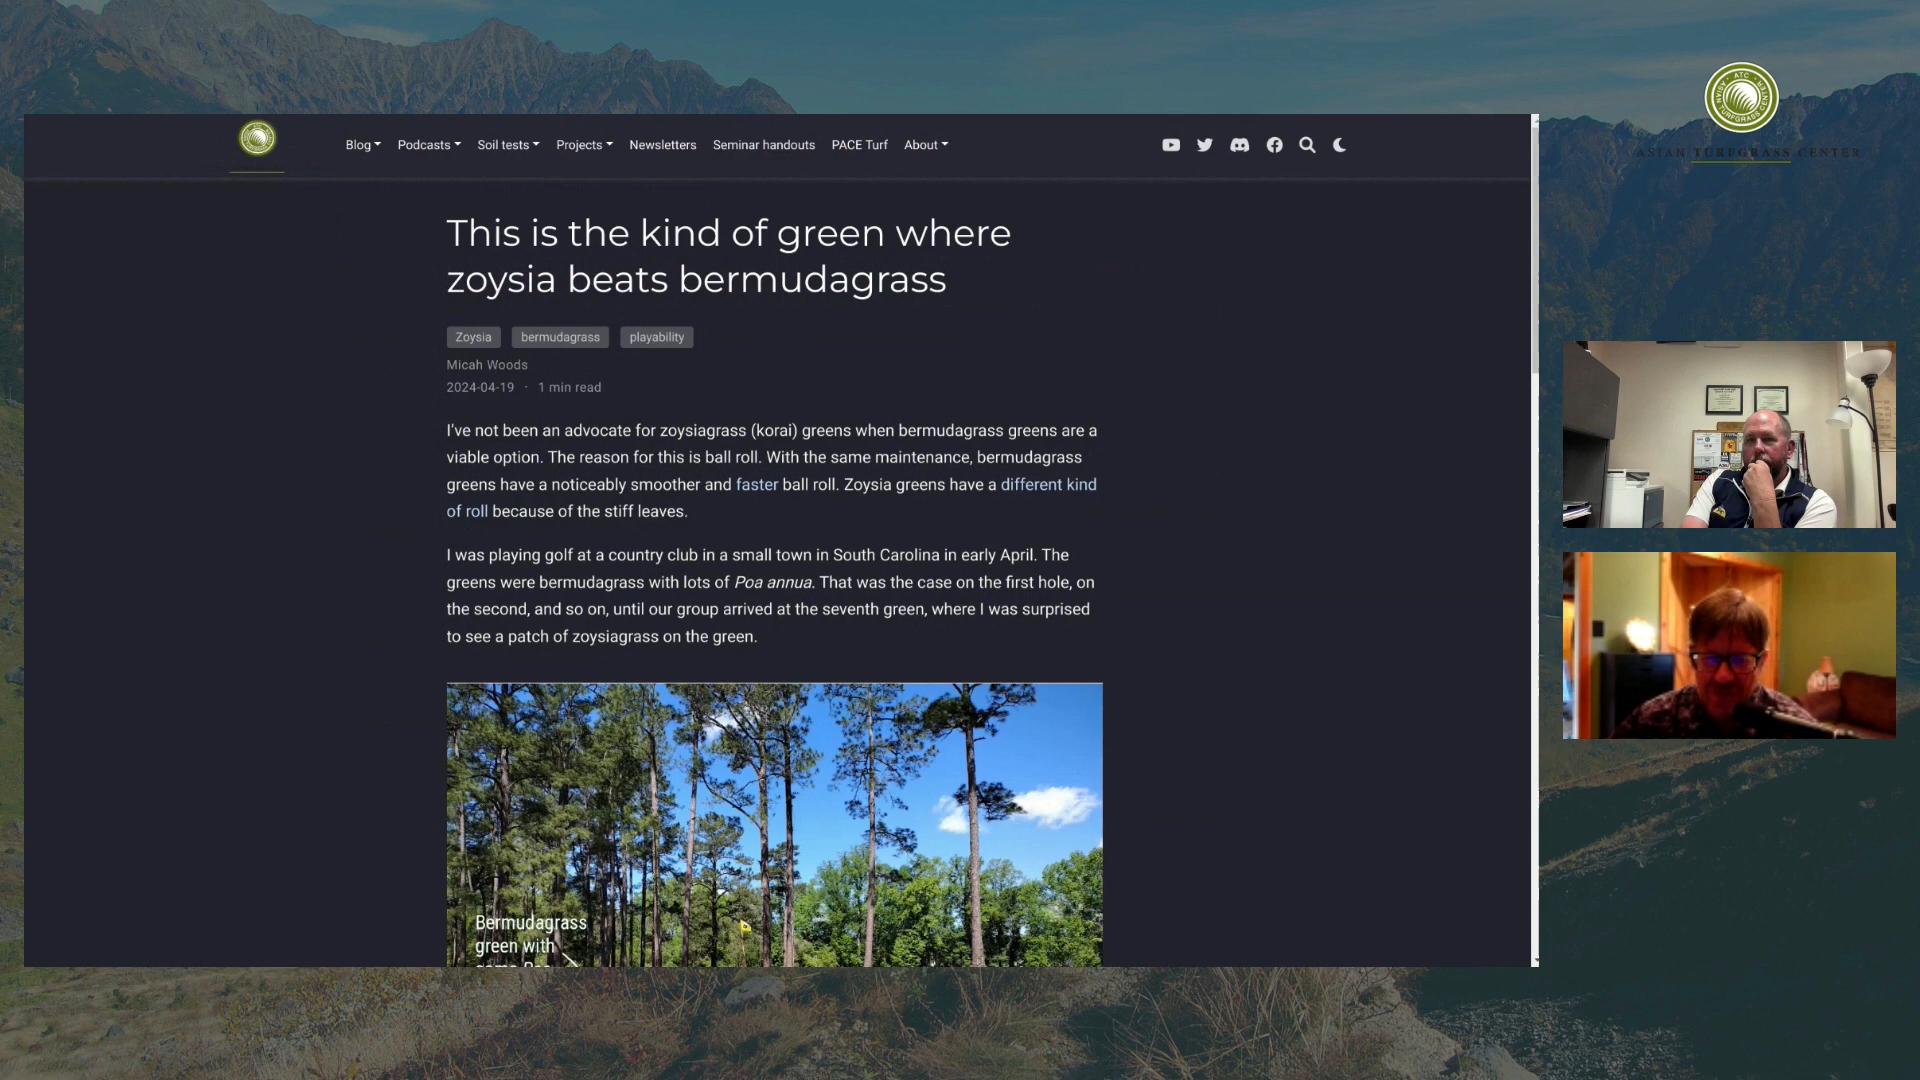 ATC
ASIAN TURFGRASS CENTER
ASIAN TURFGRASS CENTER
Blog Podcasts Soil tests Projects Newsletters Seminar handouts PACE Turf About
This is the kind of green where
zoysia beats bermudagrass
Zoysia bermudagrass playability
Micah Woods
2024-04-19 · 1 min read
I've not been an advocate for zoysiagrass (korai) greens when bermudagrass greens are a
viable option. The reason for this is ball roll. With the same maintenance, bermudagrass
greens have a noticeably smoother and faster ball roll. Zoysia greens have a different kind
of roll because of the stiff leaves.
I was playing golf at a country club in a small town in South Carolina in early April. The
greens were bermudagrass with lots of Poa annua. That was the case on the first hole, on
the second, and so on, until our group arrived at the seventh green, where I was surprised
to see a patch of zoysiagrass on the green.
Bermudagrass
green with